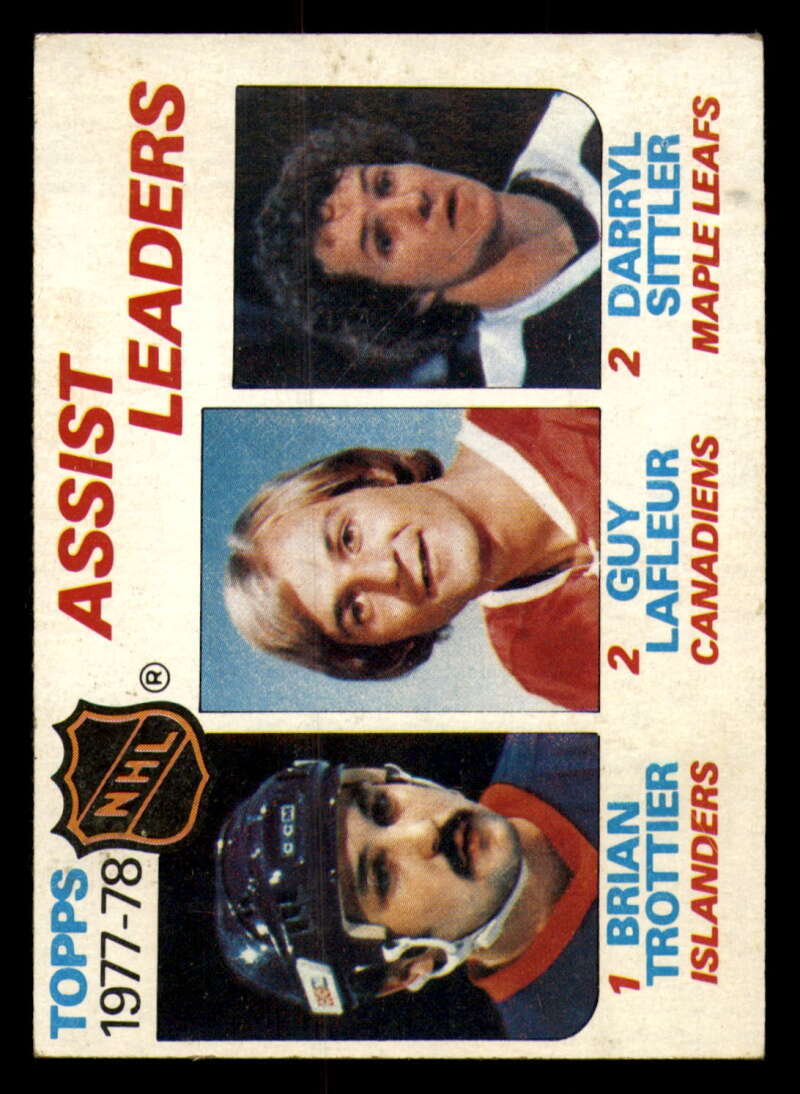 TOPPS
1977-78
NHL
®
ASSIST
LEADERS
CCM
1 BRIAN
TROTTIER
ISLANDERS
2 GUY
LAFLEUR
CANADIENS
2 DARRYL
SITTLER
MAPLE LEAFS